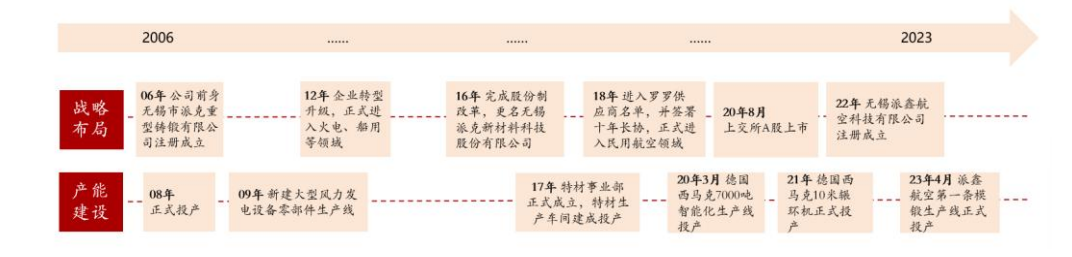 2006
......
......
......
2023
战略
布局
06年 公司前身
无锡市派克重
型铸锻有限公
司注册成立
12年 企业转型
升级，正式进
入火电、船用
等领域
16年 完成股份制
改革，更名无锡
派克新材料科技
股份有限公司
18年 进入罗罗供
应商名单，并签署
十年长协，正式进
入民用航空领域
20年8月
上交所A股上市
22年 无锡派鑫航
空科技有限公司
注册成立
产能
建设
08年
正式投产
09年 新建大型风力发
电设备零部件生产线
17年 特材事业部
正式成立，特材生
产车间建成投产
20年3月 德国
西马克7000吨
智能化生产线
投产
21年 德国西
马克10米辗
环机正式投
产
23年4月 派鑫
航空第一条模
锻生产线正式
投产